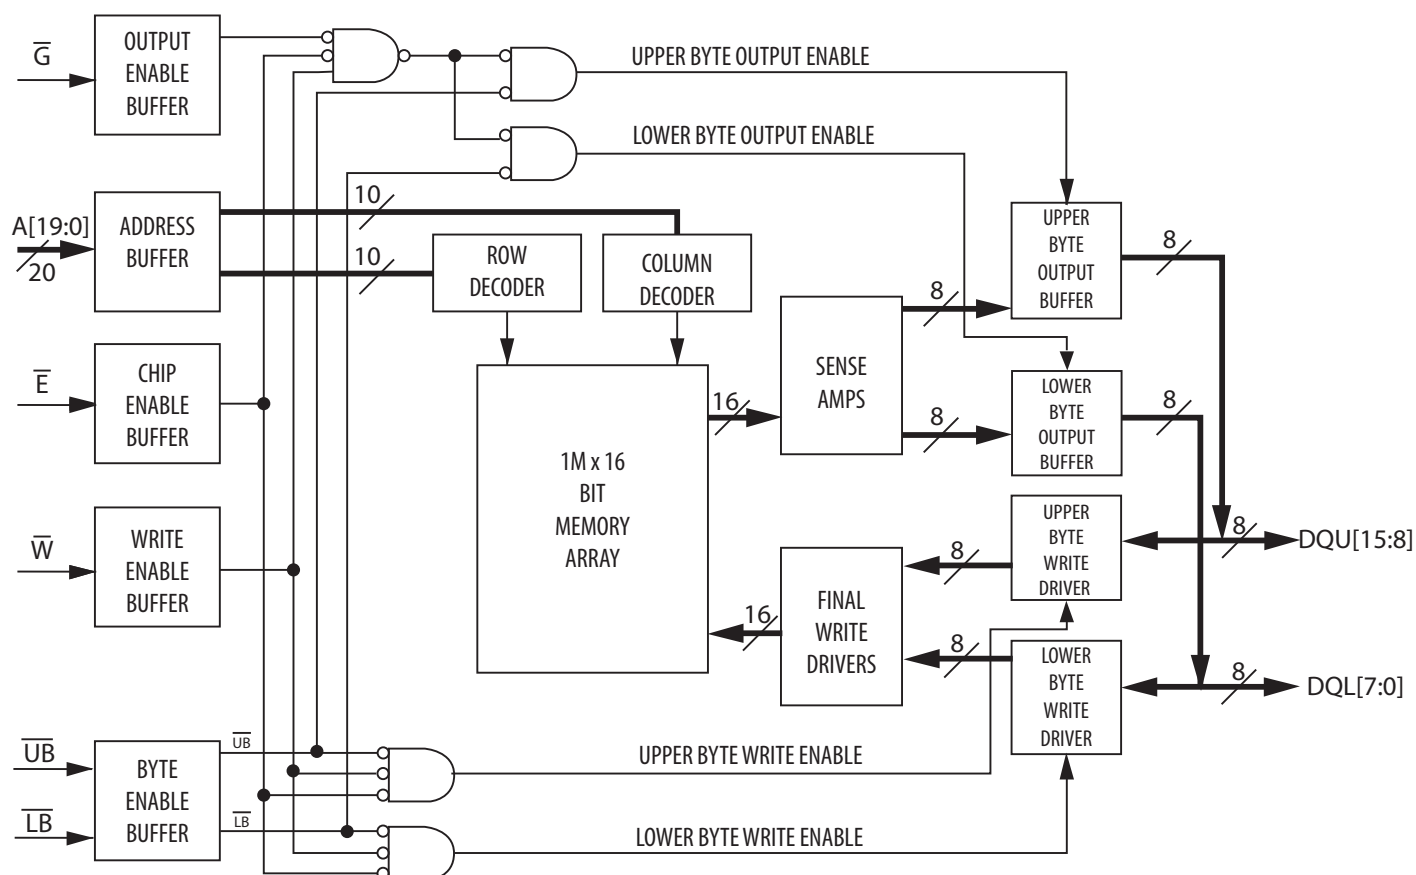 G̅
OUTPUT
ENABLE
BUFFER
UPPER BYTE OUTPUT ENABLE
LOWER BYTE OUTPUT ENABLE
A[19:0]
20
ADDRESS
BUFFER
10
10
ROW
DECODER
COLUMN
DECODER
UPPER
BYTE
OUTPUT
BUFFER
8
E̅
CHIP
ENABLE
BUFFER
1M x 16
BIT
MEMORY
ARRAY
16
SENSE
AMPS
8
8
LOWER
BYTE
OUTPUT
BUFFER
8
W̅
WRITE
ENABLE
BUFFER
16
FINAL
WRITE
DRIVERS
8
8
UPPER
BYTE
WRITE
DRIVER
8
DQU[15:8]
LOWER
BYTE
WRITE
DRIVER
8
DQL[7:0]
U̅B̅
L̅B̅
BYTE
ENABLE
BUFFER
U̅B̅
L̅B̅
UPPER BYTE WRITE ENABLE
LOWER BYTE WRITE ENABLE